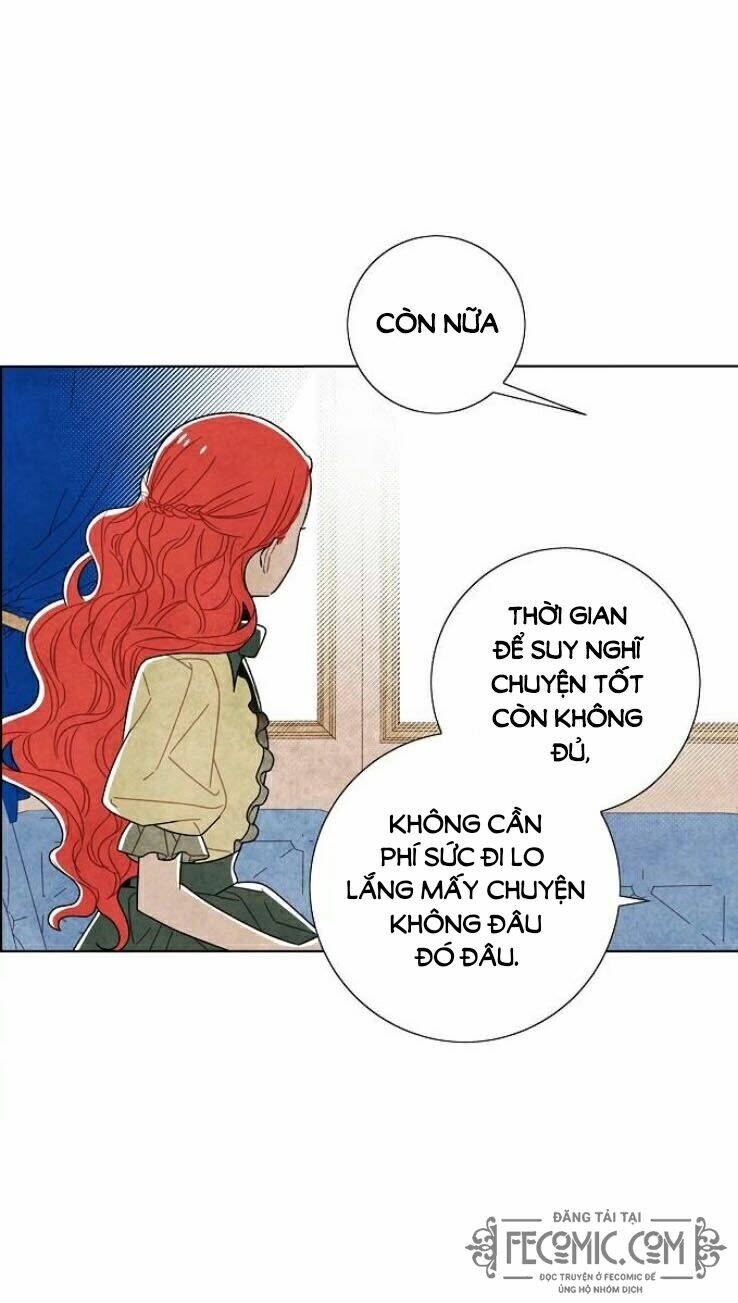 CÒN NỮA
THỜI GIAN
ĐỂ SUY NGHĨ
CHUYỆN TỐT
CÒN KHÔNG
ĐỦ,
KHÔNG CẦN
PHÍ SỨC ĐI LO
LẮNG MẤY CHUYỆN
KHÔNG ĐÂU
ĐÓ ĐÂU.
ĐĂNG TẢI TẠI
FECOMIC.COM
ĐỌC TRUYỆN Ở FECOMIC ĐỂ
ỦNG HỘ NHÓM DỊCH